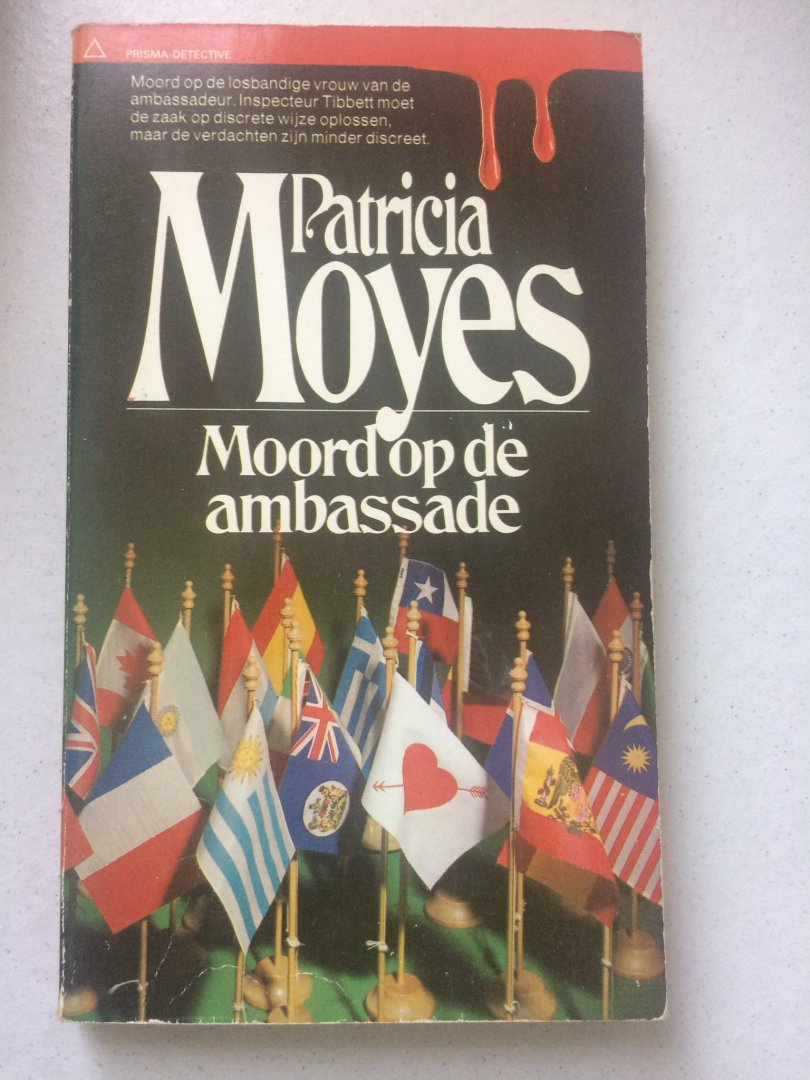 PRISMA-DETECTIVE
Moord op de losbandige vrouw van de
ambassadeur. Inspecteur Tibbett moet
de zaak op discrete wijze oplossen,
maar de verdachten zijn minder discreet.
Patricia
Moyes
Moord op de
ambassade